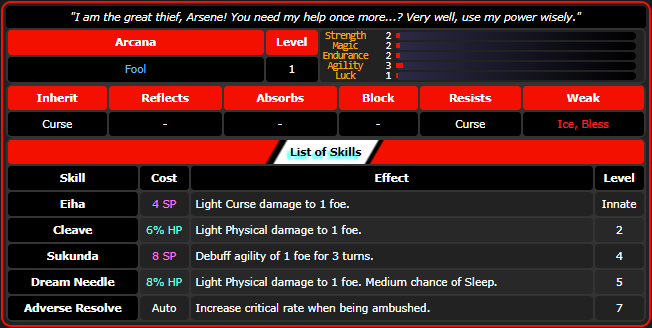 "I am the great thief, Arsene! You need my help once more...? Very well, use my power wisely."
Arcana Level Strength 2
Magic 2
Endurance 2
Fool 1 Agility 3
Luck 1
Inherit Reflects Absorbs Block Resists Weak
Curse - - - Curse Ice, Bless
List of Skills
Skill Cost Effect Level
Eiha 4 SP Light Curse damage to 1 foe. Innate
Cleave 6% HP Light Physical damage to 1 foe. 2
Sukunda 8 SP Debuff agility of 1 foe for 3 turns. 4
Dream Needle 8% HP Light Physical damage to 1 foe. Medium chance of Sleep. 5
Adverse Resolve Auto Increase critical rate when being ambushed. 7